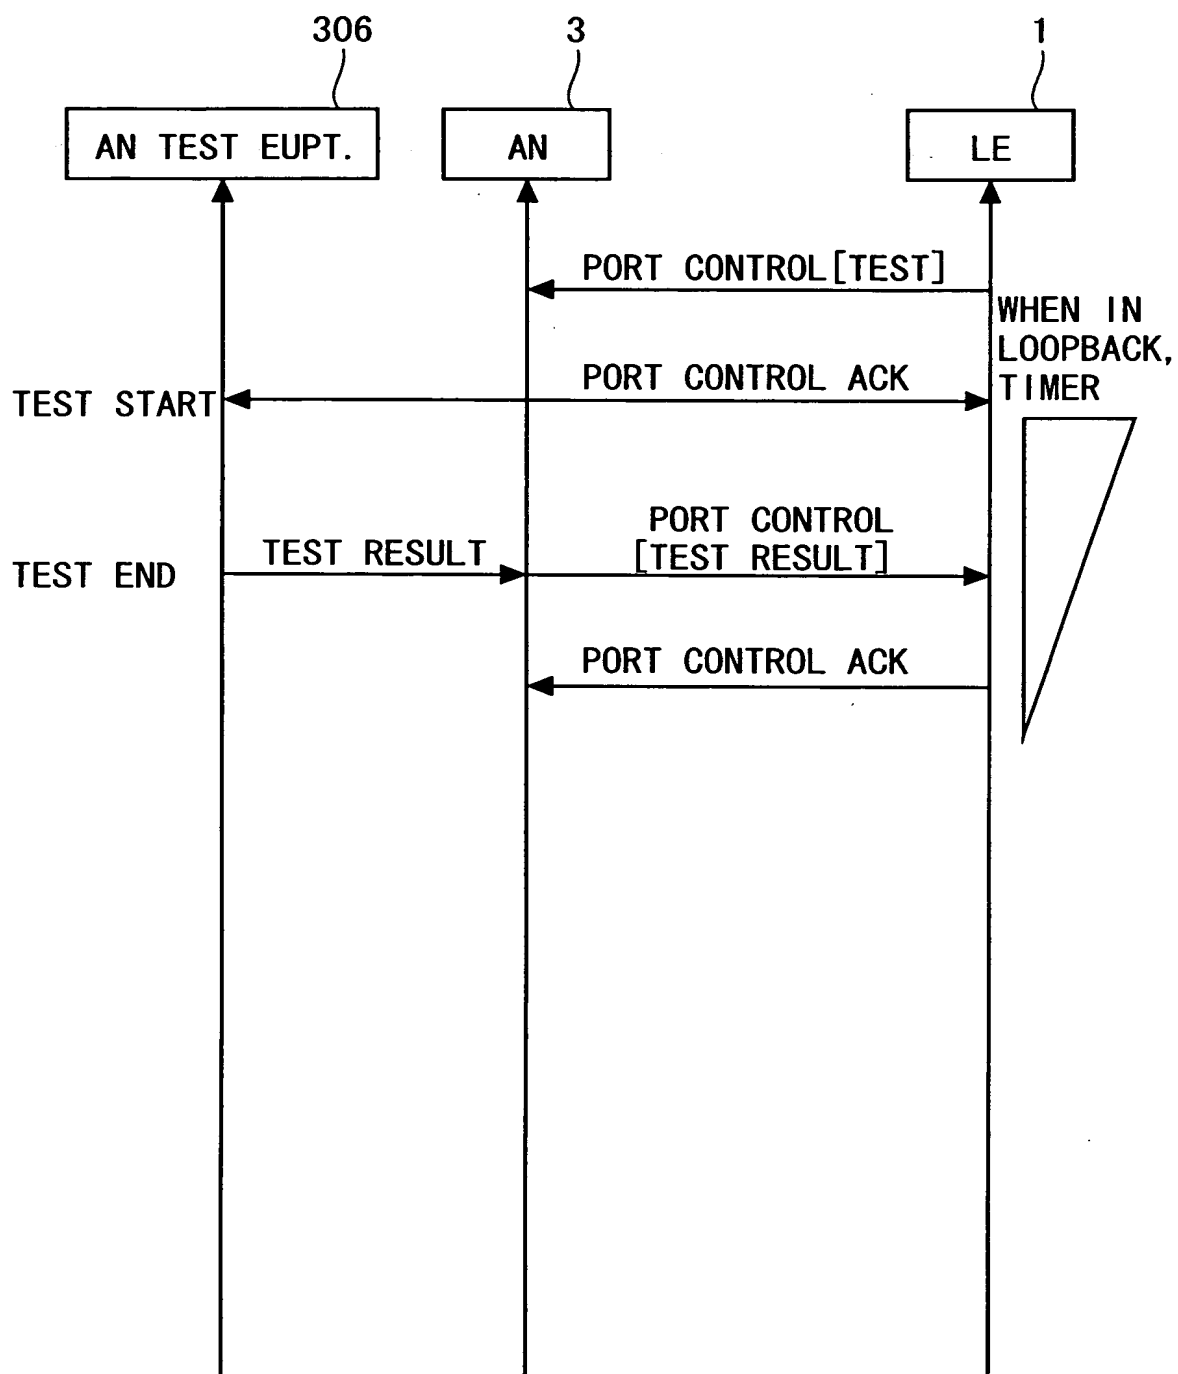 306
3
1
AN TEST EUPT.
AN
LE
PORT CONTROL[TEST]
WHEN IN
LOOPBACK,
TIMER
PORT CONTROL ACK
TEST START
PORT CONTROL
[TEST RESULT]
TEST RESULT
TEST END
PORT CONTROL ACK